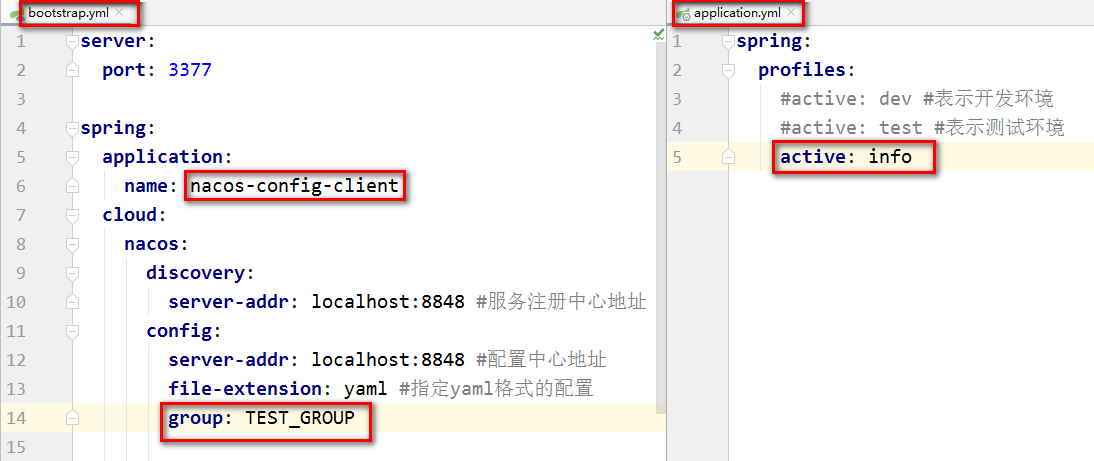 bootstrap.yml
1 server:
2 port: 3377
3
4 spring:
5 application:
6 name: nacos-config-client
7 cloud:
8 nacos:
9 discovery:
10 server-addr: localhost:8848 #服务注册中心地址
11 config:
12 server-addr: localhost:8848 #配置中心地址
13 file-extension: yaml #指定yaml格式的配置
14 group: TEST_GROUP
15
application.yml
1 spring:
2 profiles:
3 #active: dev #表示开发环境
4 #active: test #表示测试环境
5 active: info